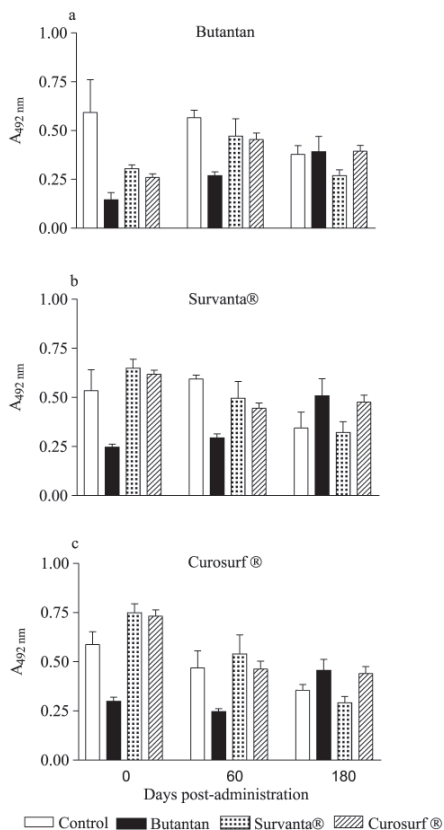 a
Butantan
1.00
0.75
0.50
0.25
0.00
A492 nm
b
Survanta®
1.00
0.75
0.50
0.25
0.00
A492 nm
c
Curosurf ®
1.00
0.75
0.50
0.25
0.00
A492 nm
0 60 180
Days post-administration
Control Butantan Survanta® Curosurf ®